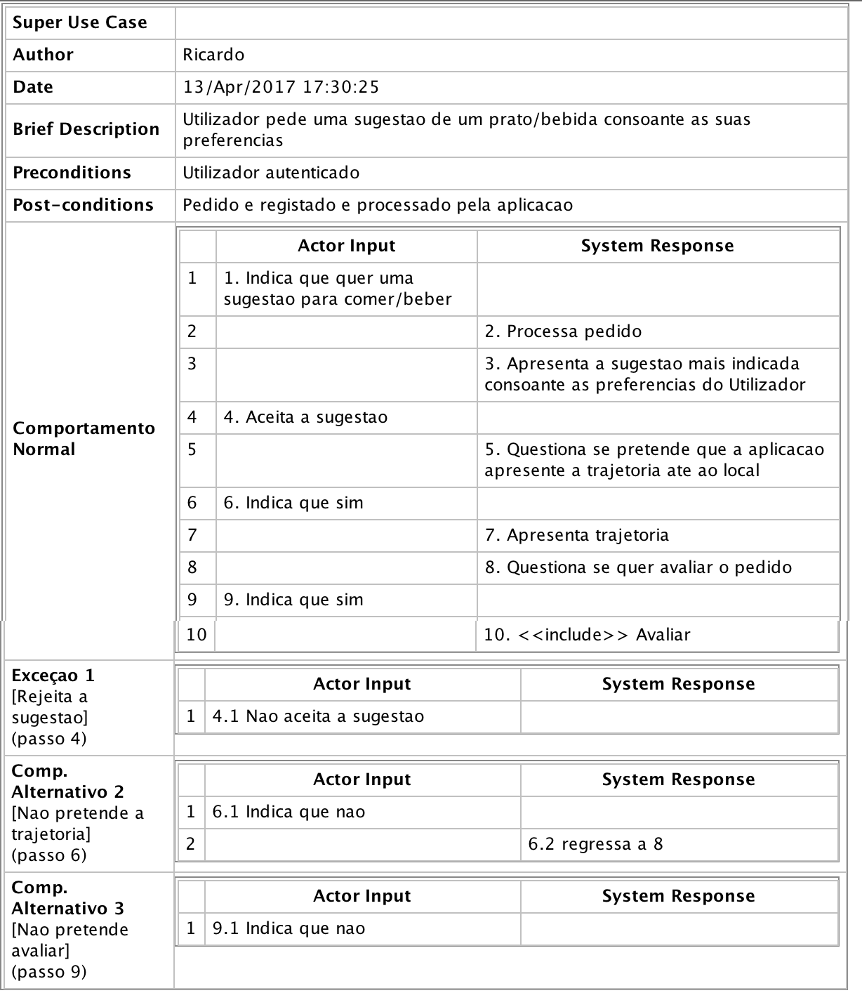 Super Use Case
Author
Ricardo
Date
13/Apr/2017 17:30:25
Brief Description
Utilizador pede uma sugestao de um prato/bebida consoante as suas
preferencias
Preconditions
Utilizador autenticado
Post-conditions
Pedido e registado e processado pela aplicacao
Comportamento
Normal
Actor Input
System Response
1
1. Indica que quer uma
sugestao para comer/beber
2
2. Processa pedido
3
3. Apresenta a sugestao mais indicada
consoante as preferencias do Utilizador
4
4. Aceita a sugestao
5
5. Questiona se pretende que a aplicacao
apresente a trajetoria ate ao local
6
6. Indica que sim
7
7. Apresenta trajetoria
8
8. Questiona se quer avaliar o pedido
9
9. Indica que sim
10
10. <<include>> Avaliar
Exceçao 1
[Rejeita a
sugestao]
(passo 4)
Actor Input
System Response
1
4.1 Nao aceita a sugestao
Comp.
Alternativo 2
[Nao pretende a
trajetoria]
(passo 6)
Actor Input
System Response
1
6.1 Indica que nao
2
6.2 regressa a 8
Comp.
Alternativo 3
[Nao pretende
avaliar]
(passo 9)
Actor Input
System Response
1
9.1 Indica que nao